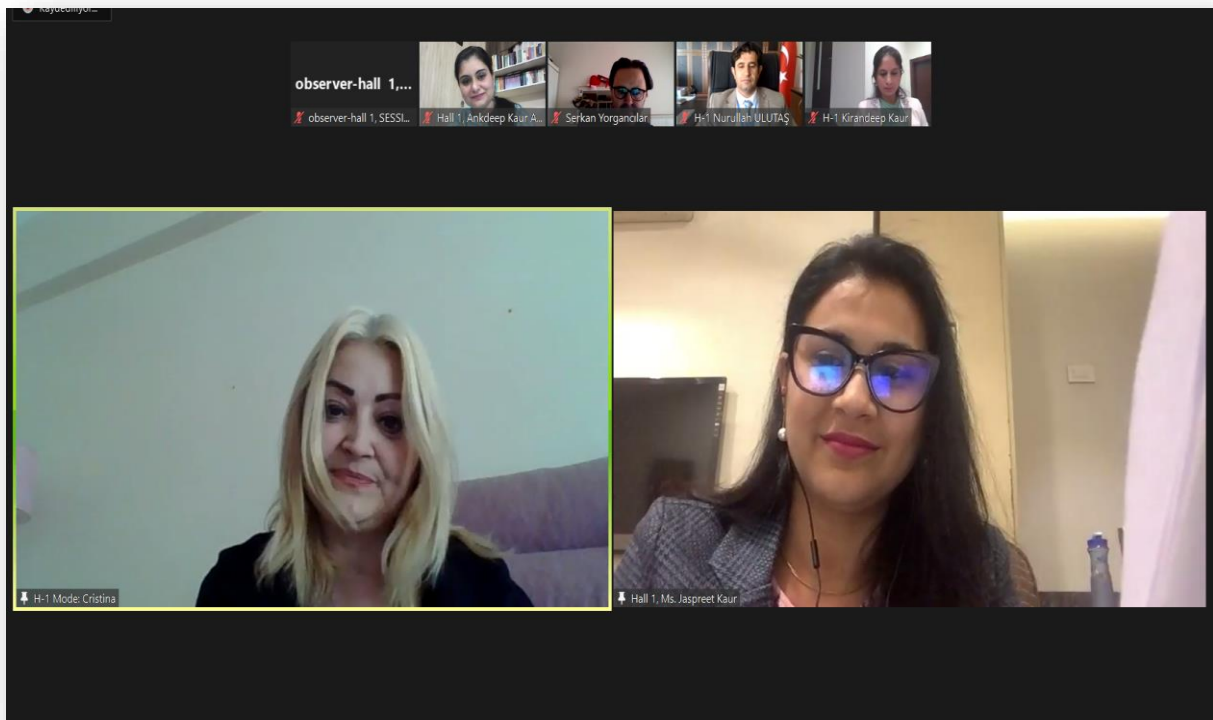 Kaydediliyor...
observer-hall 1,...
observer-hall 1, SESSI...
Hall 1, Ankdeep Kaur A...
Serkan Yorgancılar
H-1 Nurullah ULUTAŞ
H-1 Kirandeep Kaur
H-1 Mode: Cristina
Hall 1, Ms. Jaspreet Kaur